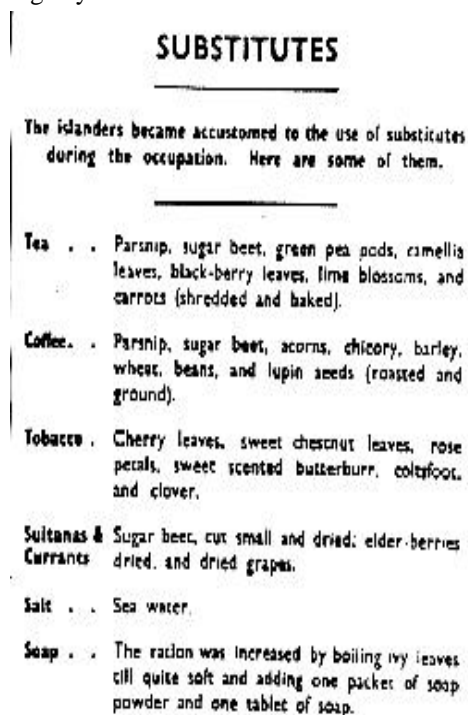 SUBSTITUTES
The islanders became accustomed to the use of substitutes
during the occupation. Here are some of them.
Tea . . Parsnip, sugar beet, green pea pods, camellia
leaves, black-berry leaves, lime blossoms, and
carrots (shredded and baked).
Coffee. . Parsnip, sugar beet, acorns, chicory, barley,
wheat, beans, and lupin seeds (roasted and
ground).
Tobacco . Cherry leaves, sweet chestnut leaves, rose
petals, sweet scented butterburr, coltsfoot,
and clover.
Sultanas & Sugar beet, cut small and dried; elder-berries
Currants dried, and dried grapes.
Salt . . Sea water.
Soap . . The ration was increased by boiling ivy leaves
till quite soft and adding one packet of soap
powder and one tablet of soap.